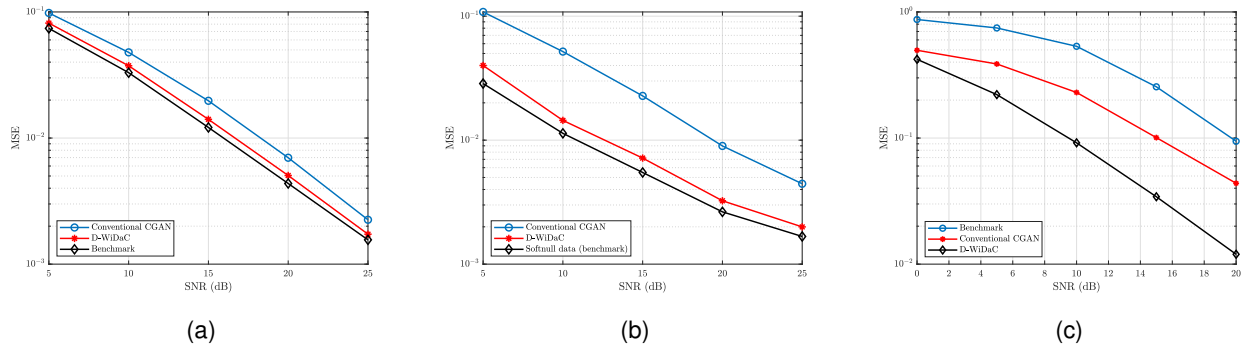 10^-1
10^-2
10^-3
MSE
5
10
15
20
25
SNR (dB)
Conventional CGAN
D-WiDaC
Benchmark
(a)
10^-1
10^-2
10^-3
MSE
5
10
15
20
25
SNR (dB)
Conventional CGAN
D-WiDaC
Softnull data (benchmark)
(b)
10^0
10^-1
10^-2
MSE
0
2
4
6
8
10
12
14
16
18
20
SNR (dB)
Benchmark
Conventional CGAN
D-WiDaC
(c)